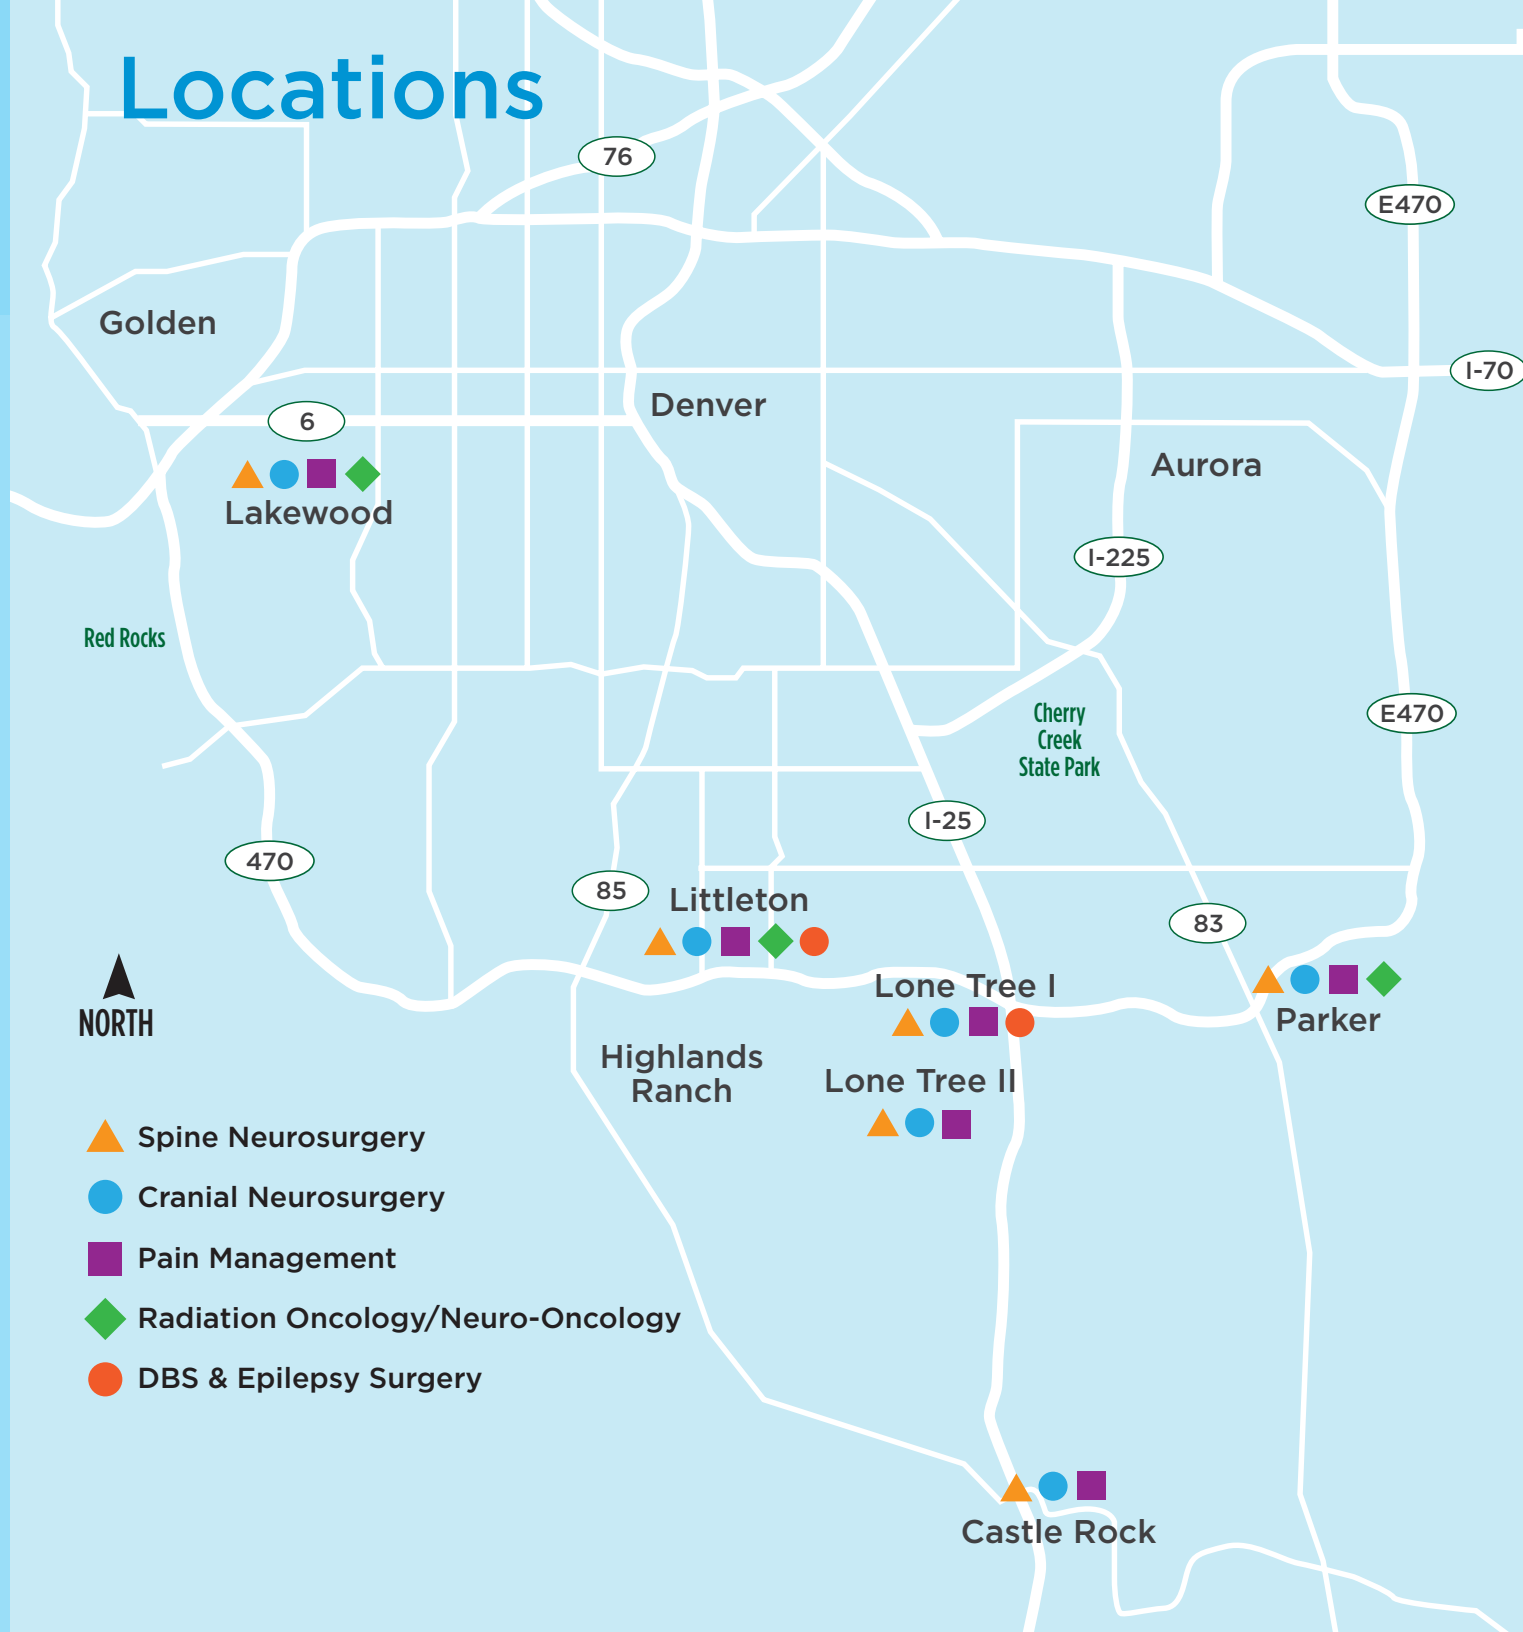 Locations
76
E470
Golden
I-70
Denver
6
Aurora
Lakewood
I-225
Red Rocks
Cherry
Creek
State Park
E470
I-25
470
85
Littleton
83
Lone Tree I
Parker
NORTH
Highlands
Ranch
Lone Tree II
Spine Neurosurgery
Cranial Neurosurgery
Pain Management
Radiation Oncology/Neuro-Oncology
DBS & Epilepsy Surgery
Castle Rock